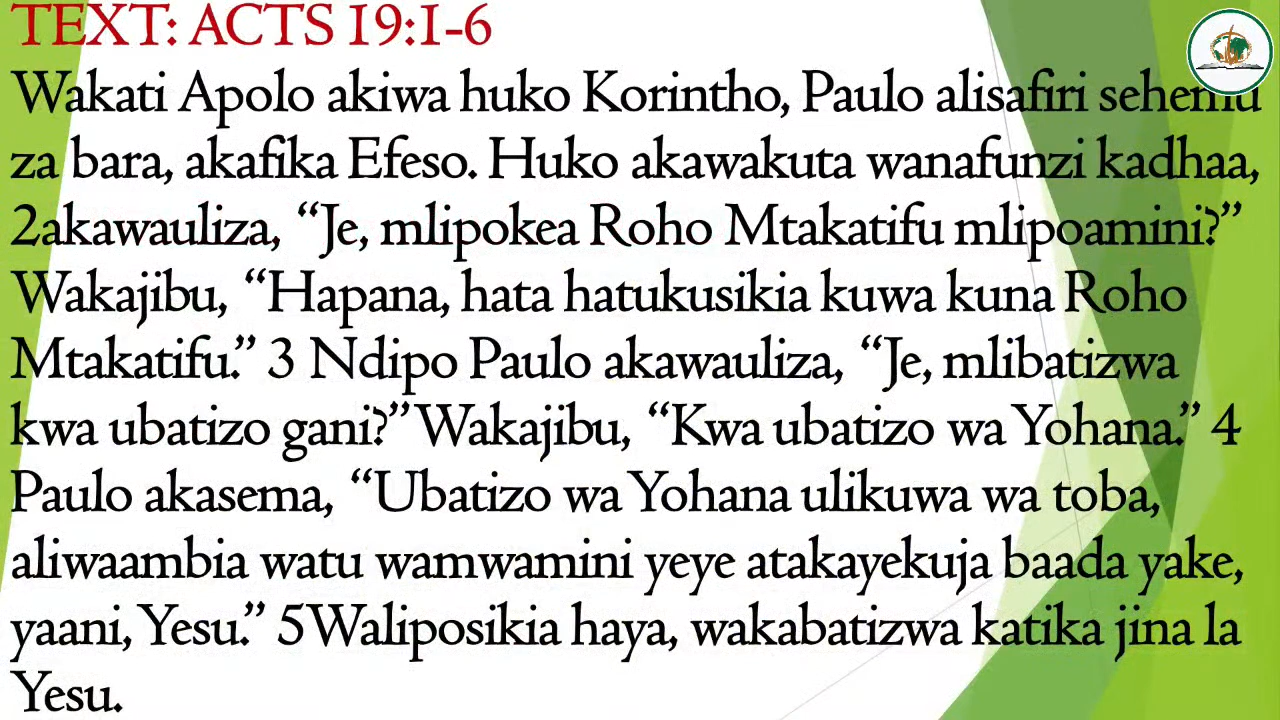 TEXT: ACTS 19:1-6
Wakati Apolo akiwa huko Korintho, Paulo alisafiri sehemu
za bara, akafika Efeso. Huko akawakuta wanafunzi kadhaa,
2akawauliza, “Je, mlipokea Roho Mtakatifu mlipoamini?”
Wakajibu, “Hapana, hata hatukusikia kuwa kuna Roho
Mtakatifu.” 3 Ndipo Paulo akawauliza, “Je, mlibatizwa
kwa ubatizo gani?” Wakajibu, “Kwa ubatizo wa Yohana.” 4
Paulo akasema, “Ubatizo wa Yohana ulikuwa wa toba,
aliwaambia watu wamwamini yeye atakayekuja baada yake,
yaani, Yesu.” 5Waliposikia haya, wakabatizwa katika jina la
Yesu.